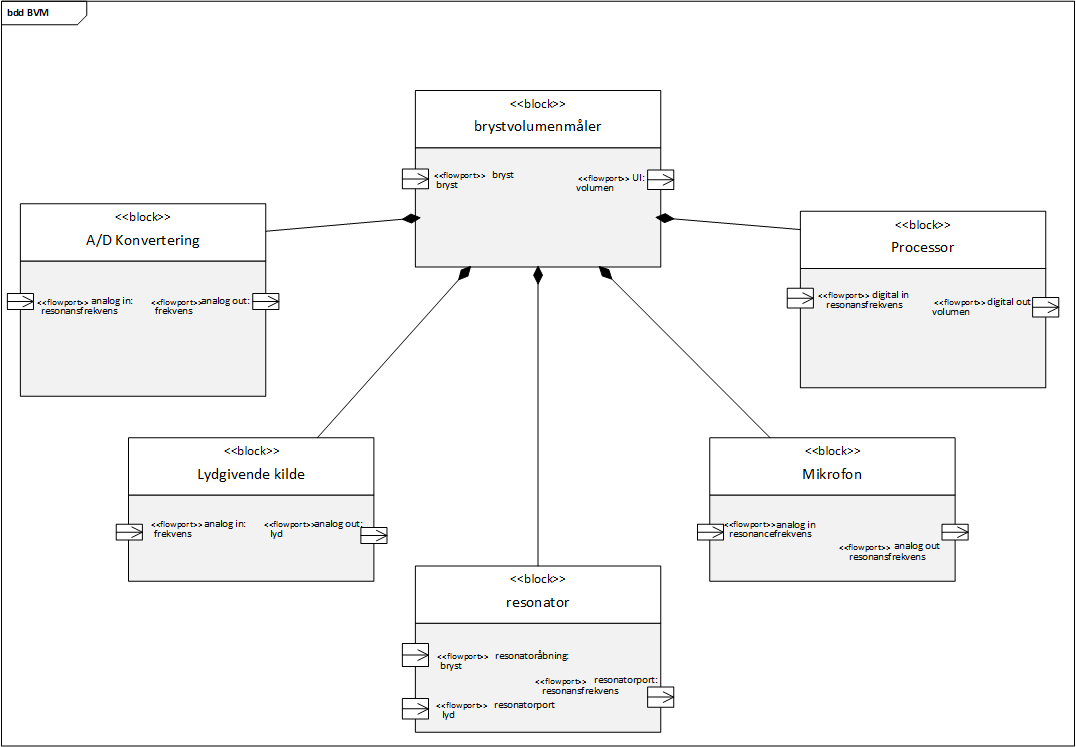 bdd BVM
<<block>>
brystvolumenmåler
<<flowport>> bryst
bryst
<<flowport>> UI:
volumen
<<block>>
A/D Konvertering
<<flowport>> analog in:
resonansfrekvens
<<flowport>>analog out:
frekvens
<<block>>
Processor
<<flowport>> digital in
resonansfrekvens
<<flowport>> digital out
volumen
<<block>>
Lydgivende kilde
<<flowport>> analog in:
frekvens
<<flowport>>analog out:
lyd
<<block>>
Mikrofon
<<flowport>>analog in
resonancefrekvens
<<flowport>> analog out
resonansfrekvens
<<block>>
resonator
<<flowport>> resonatoråbning:
bryst
<<flowport>> resonatorport:
resonansfrekvens
<<flowport>> resonatorport
lyd